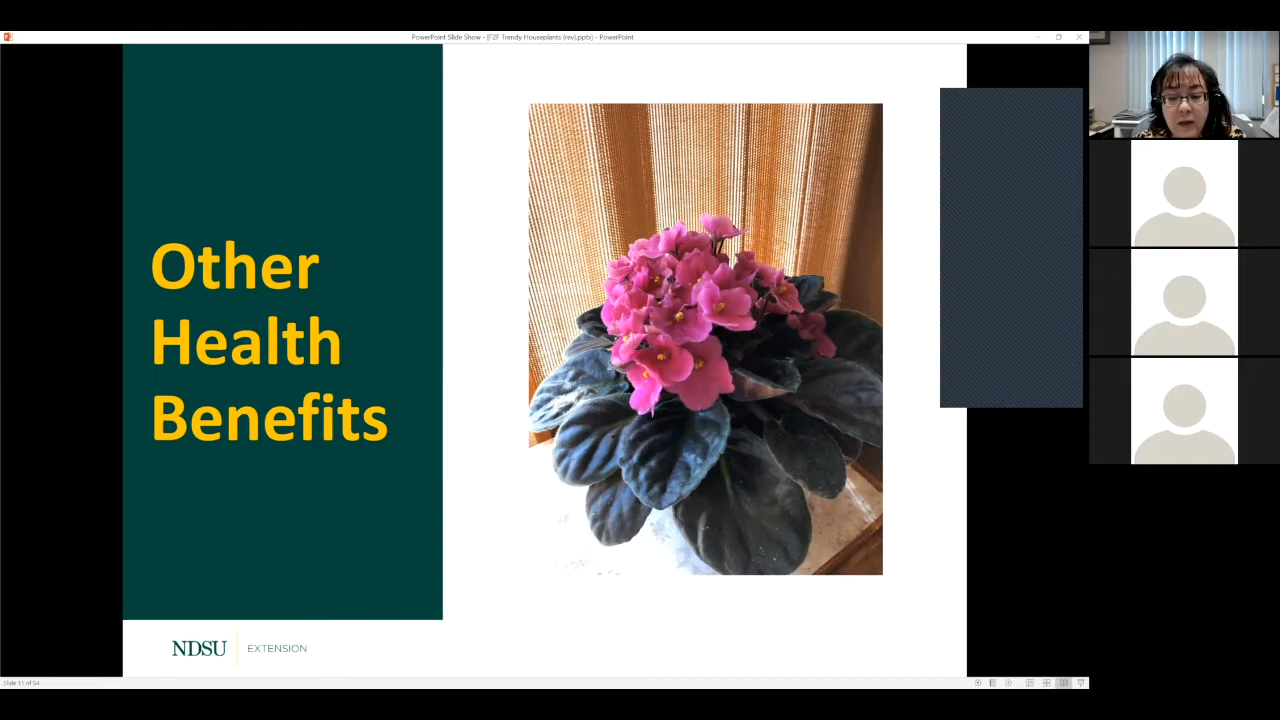 PowerPoint Slide Show - [F2F Trendy Houseplants (rev).pptx] - PowerPoint
Other
Health
Benefits
NDSU EXTENSION
Slide 11 of 54